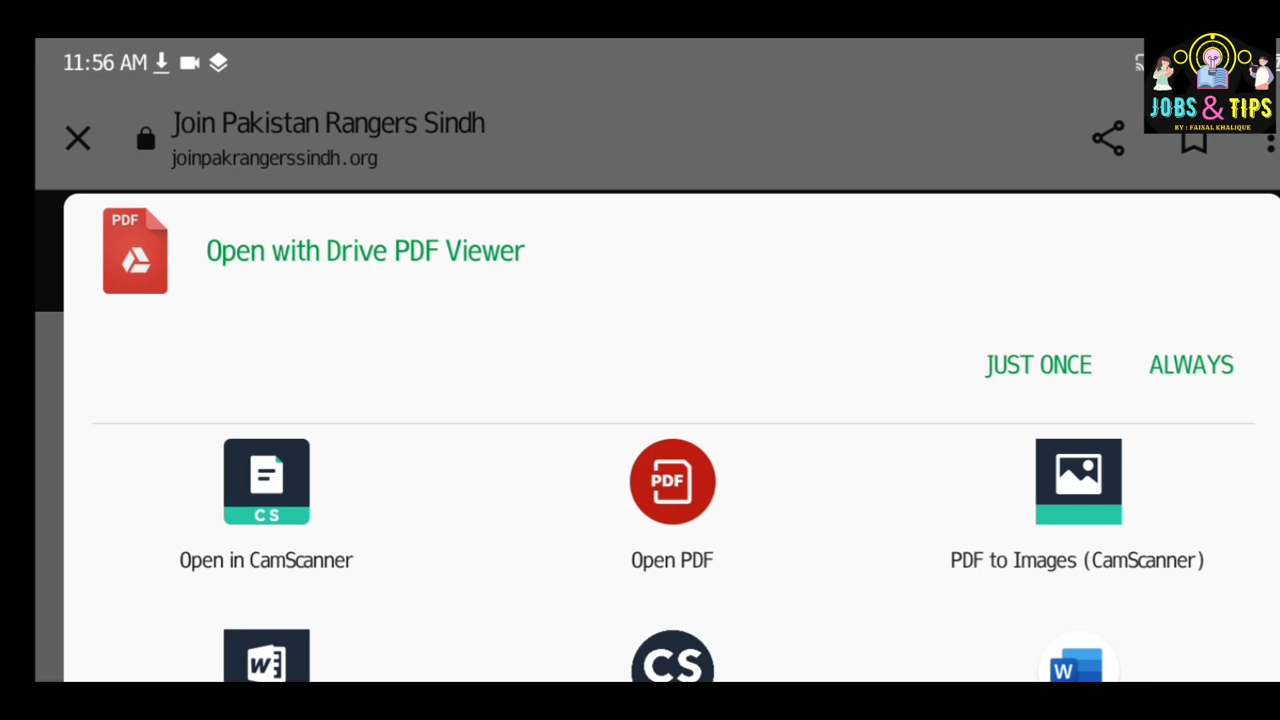 11:56 AM
JOBS & TIPS
BY : FAISAL KHALIQUE
Join Pakistan Rangers Sindh
joinpakrangerssindh.org
PDF
Open with Drive PDF Viewer
JUST ONCE ALWAYS
CS
PDF
Open in CamScanner
Open PDF
PDF to Images (CamScanner)
W
CS
W